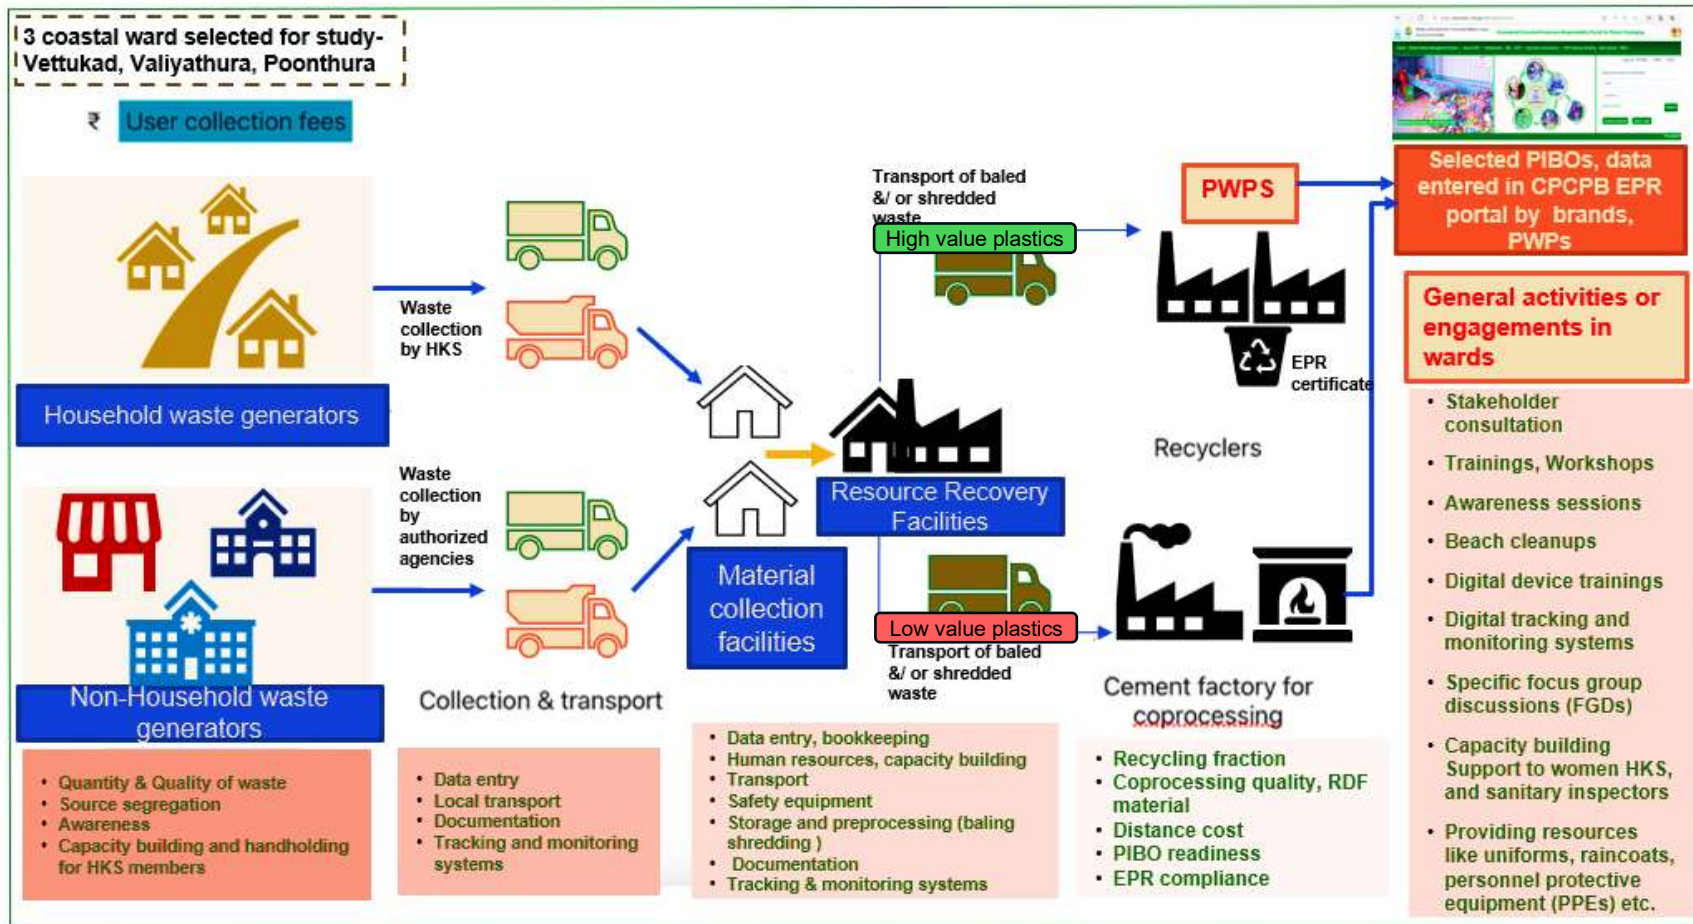 3 coastal ward selected for study-
Vettukad, Valiyathura, Poonthura
₹ User collection fees
Household waste generators
Non-Household waste
generators
• Quantity & Quality of waste
• Source segregation
• Awareness
• Capacity building and handholding
for HKS members
Waste
collection
by HKS
Waste
collection
by
authorized
agencies
Collection & transport
• Data entry
• Local transport
• Documentation
• Tracking and monitoring
systems
Material
collection
facilities
Resource Recovery
Facilities
• Data entry, bookkeeping
• Human resources, capacity building
• Transport
• Safety equipment
• Storage and preprocessing (baling
shredding )
• Documentation
• Tracking & monitoring systems
Transport of baled
&/ or shredded
waste
High value plastics
Low value plastics
Transport of baled
&/ or shredded
waste
PWPS
EPR
certificate
Recyclers
Cement factory for
coprocessing
• Recycling fraction
• Coprocessing quality, RDF
material
• Distance cost
• PIBO readiness
• EPR compliance
Selected PIBOs, data
entered in CPCPB EPR
portal by brands,
PWPs
General activities or
engagements in
wards
• Stakeholder
consultation
• Trainings, Workshops
• Awareness sessions
• Beach cleanups
• Digital device trainings
• Digital tracking and
monitoring systems
• Specific focus group
discussions (FGDs)
• Capacity building
Support to women HKS,
and sanitary inspectors
• Providing resources
like uniforms, raincoats,
personnel protective
equipment (PPEs) etc.